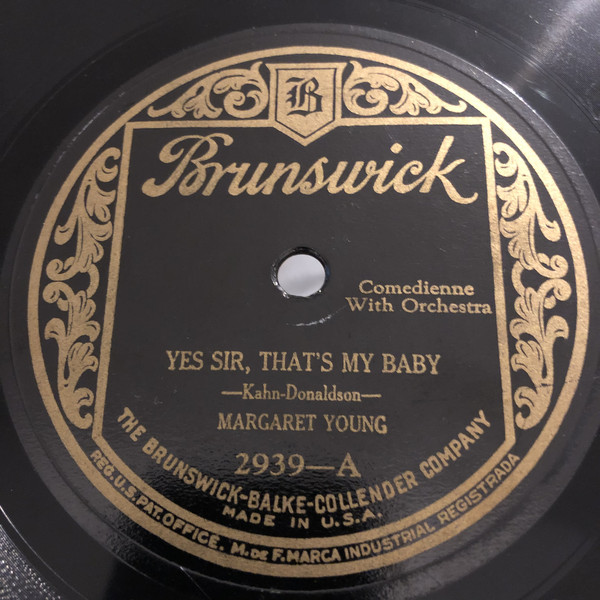 B
Brunswick
Comedienne
With Orchestra
YES SIR, THAT'S MY BABY
—Kahn-Donaldson—
MARGARET YOUNG
2939—A
THE BRUNSWICK-BALKE-COLLENDER COMPANY
MADE IN U.S.A.
REG. U.S. PAT. OFFICE. M. DE F. MARCA INDUSTRIAL REGISTRADA